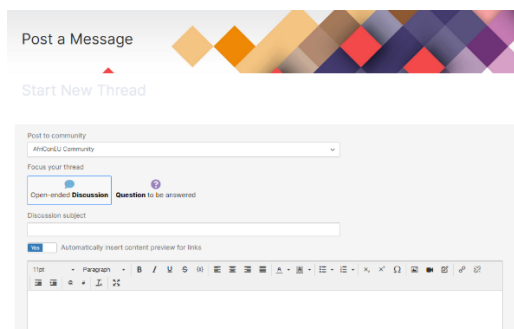 Post a Message
Start New Thread
Post to community
AfriConEU Community
Focus your thread
Open-ended Discussion Question to be answered
Discussion subject
Yes Automatically insert content preview for links
11pt Paragraph B I U S